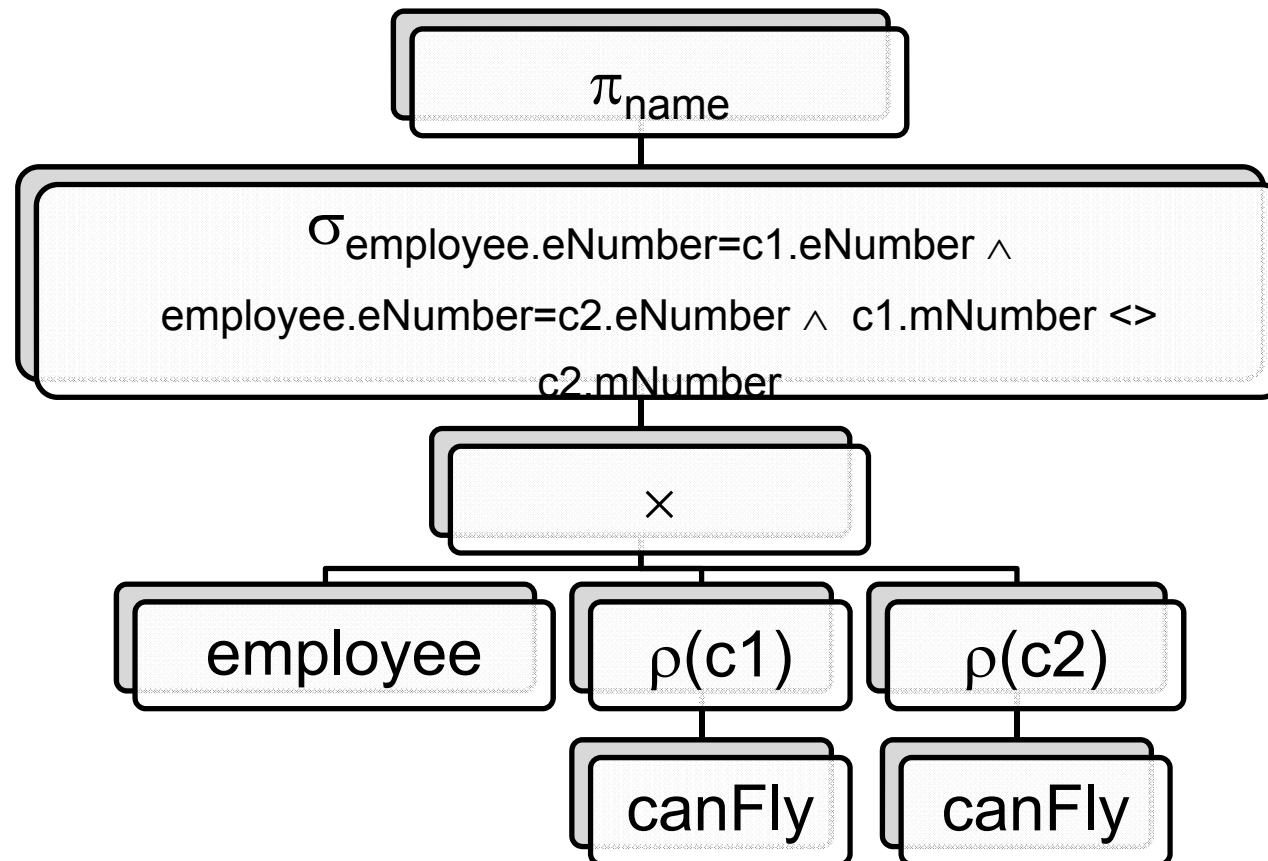 πname
σemployee.eNumber=c1.eNumber ∧
employee.eNumber=c2.eNumber ∧ c1.mNumber <>
c2.mNumber
×
employee ρ(c1) ρ(c2)
canFly canFly